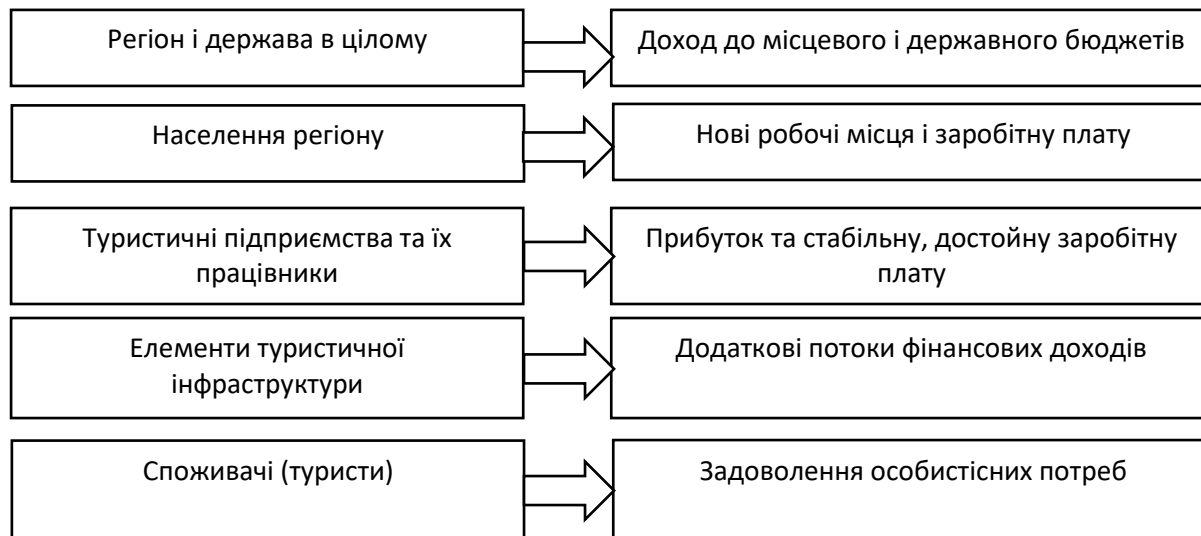 Регіон і держава в цілому
Доход до місцевого і державного бюджетів
Населення регіону
Нові робочі місця і заробітну плату
Туристичні підприємства та їх
працівники
Прибуток та стабільну, достойну заробітну
плату
Елементи туристичної
інфраструктури
Додаткові потоки фінансових доходів
Споживачі (туристи)
Задоволення особистісних потреб